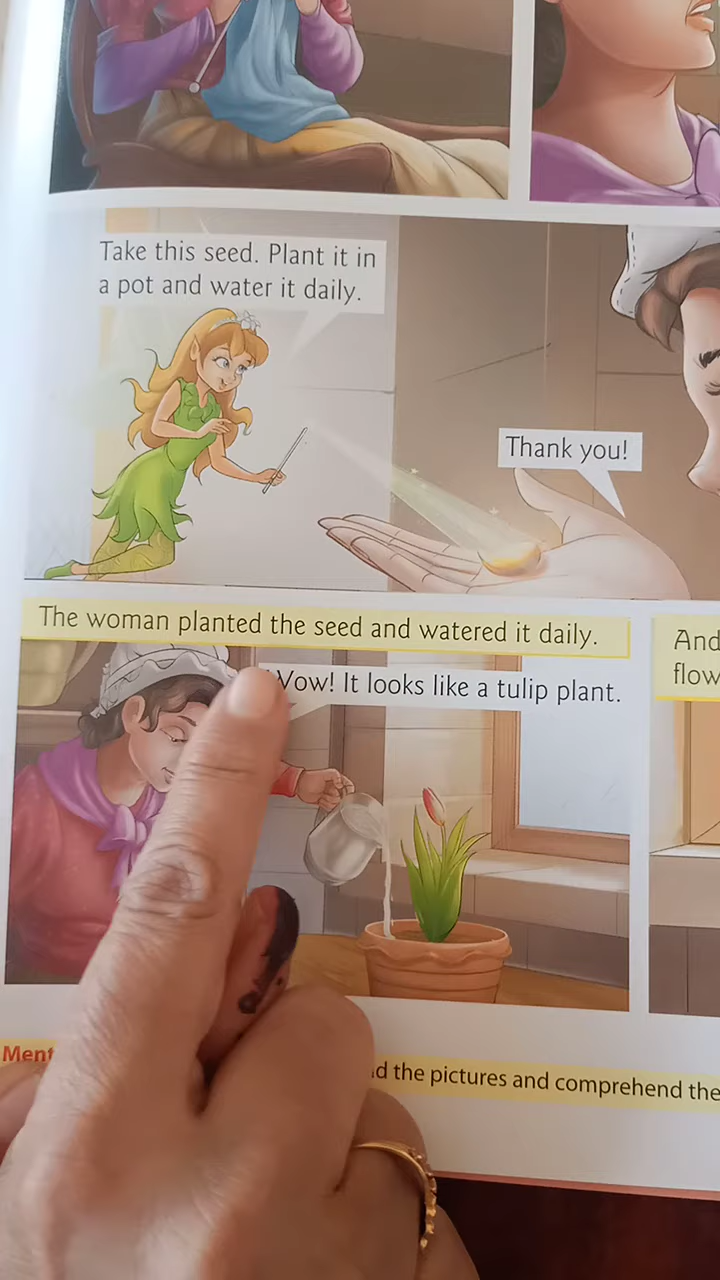 Take this seed. Plant it in
a pot and water it daily.
Thank you!
The woman planted the seed and watered it daily.
And
flow
Wow! It looks like a tulip plant.
Ment
d the pictures and comprehend the